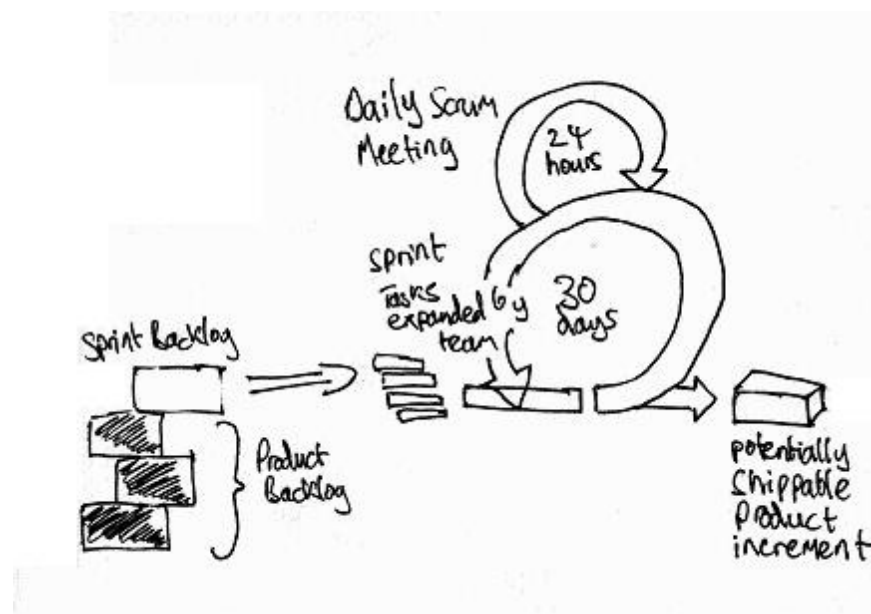 Daily Scrum
Meeting
24
hours
Sprint
Tasks
expanded by
team
30
days
Sprint Backlog
Product
Backlog
potentially
Shippable
Product
increment